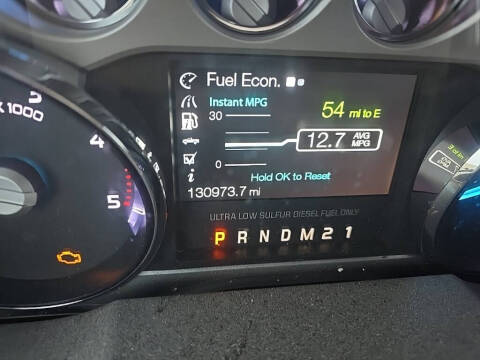 Fuel Econ.
Instant MPG
30
54 mi to E
12.7 AVG MPG
0
Hold OK to Reset
i
130973.7 mi
ULTRA LOW SULFUR DIESEL FUEL ONLY
P R N D M 2 1
X1000
3
4
5